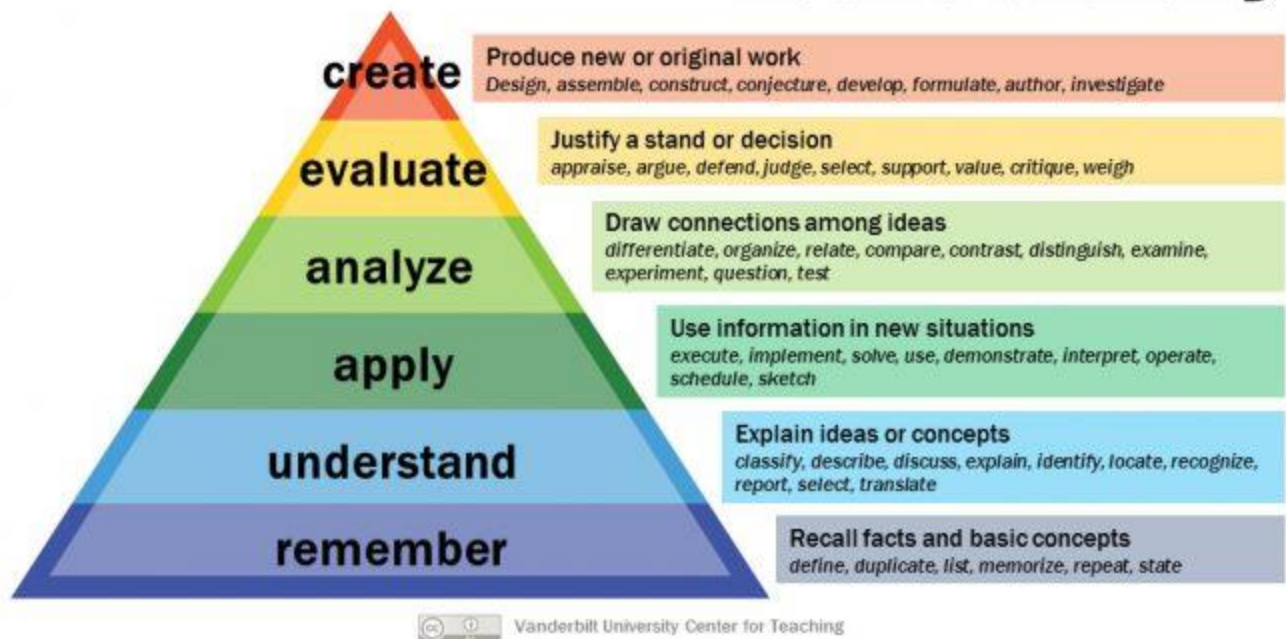 create
Produce new or original work
Design, assemble, construct, conjecture, develop, formulate, author, investigate
evaluate
Justify a stand or decision
appraise, argue, defend, judge, select, support, value, critique, weigh
analyze
Draw connections among ideas
differentiate, organize, relate, compare, contrast, distinguish, examine,
experiment, question, test
apply
Use information in new situations
execute, implement, solve, use, demonstrate, interpret, operate,
schedule, sketch
understand
Explain ideas or concepts
classify, describe, discuss, explain, identify, locate, recognize,
report, select, translate
remember
Recall facts and basic concepts
define, duplicate, list, memorize, repeat, state
cc
Vanderbilt University Center for Teaching